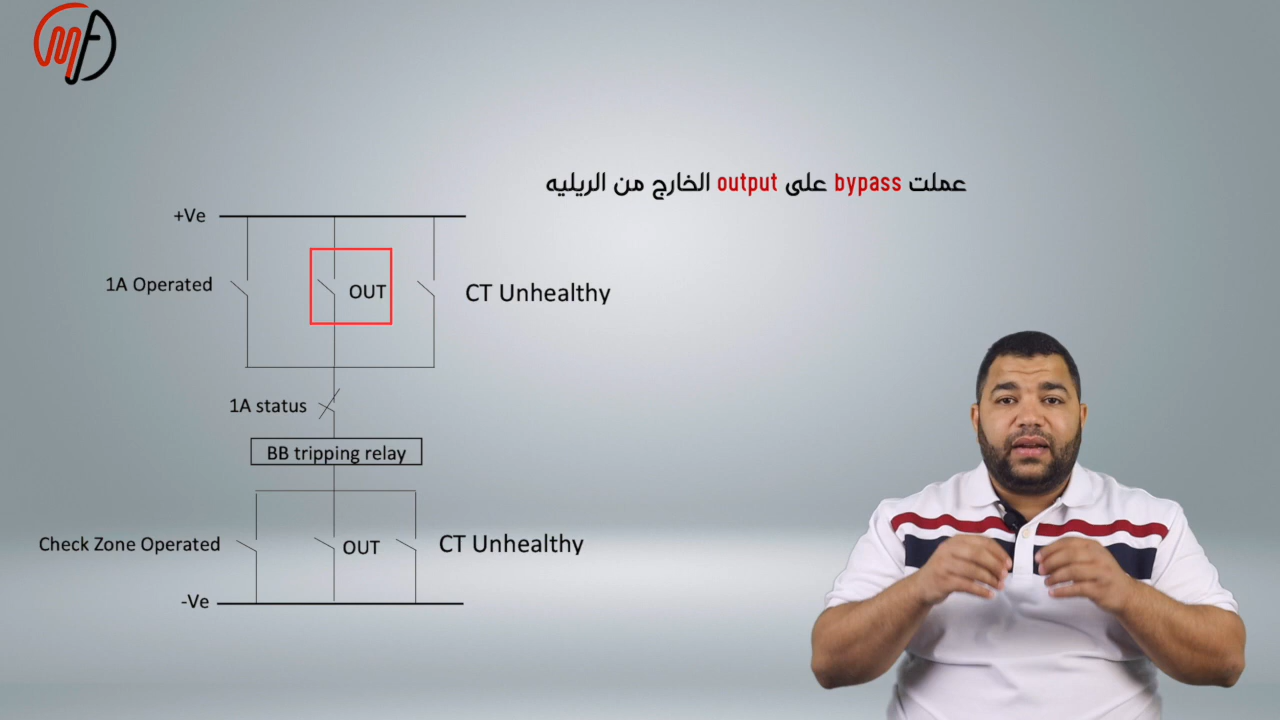 عملت bypass على output الخارج من الريليه
+Ve
1A Operated
OUT
CT Unhealthy
1A status
BB tripping relay
Check Zone Operated
OUT
CT Unhealthy
-Ve